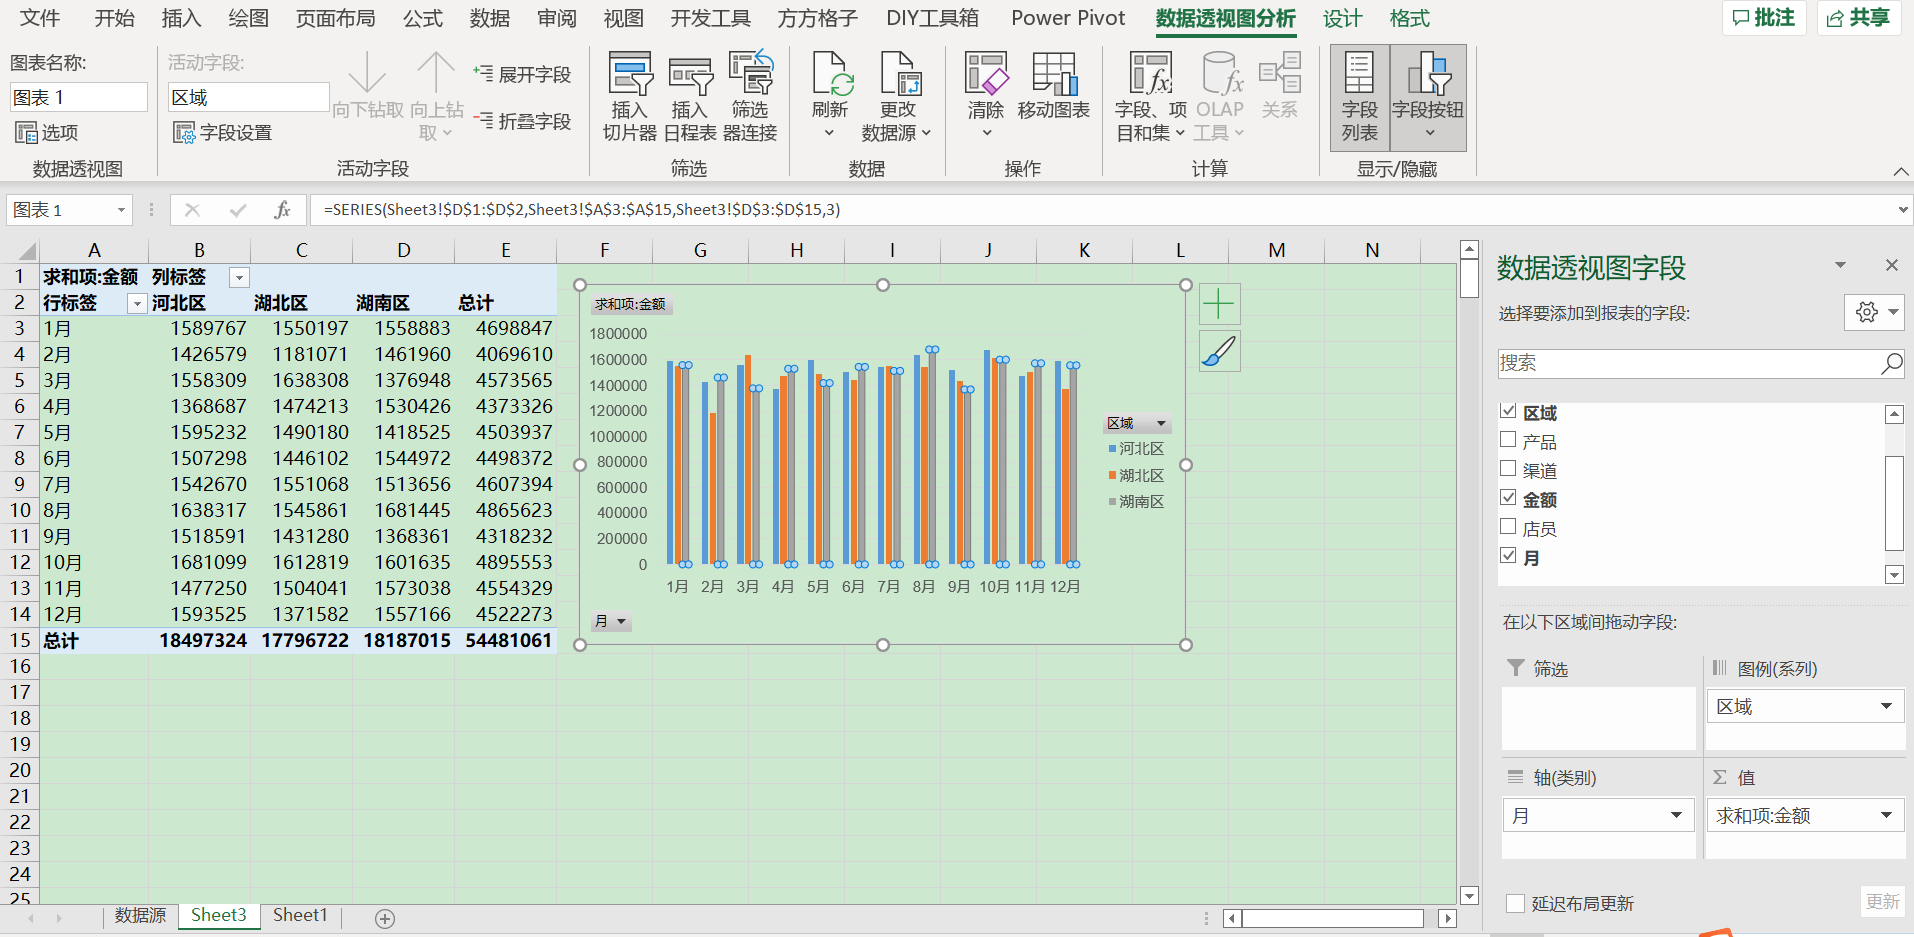 文件 开始 插入 绘图 页面布局 公式 数据 审阅 视图 开发工具 方方格子 DIY工具箱 Power Pivot 数据透视图分析 设计 格式 批注 共享
图表名称:
图表 1
选项
数据透视图
活动字段:
区域
字段设置
向下钻取
向上钻取
展开字段
折叠字段
活动字段
插入切片器
插入日程表
筛选器连接
筛选
刷新
更改数据源
数据
清除
移动图表
操作
字段、项目和集
OLAP工具
关系
计算
字段列表
字段按钮
显示/隐藏
图表 1
fx
=SERIES(Sheet3!$D$1:$D$2,Sheet3!$A$3:$A$15,Sheet3!$D$3:$D$15,3)
A B C D E F G H I J K L M N
1 求和项:金额 列标签
2 行标签 河北区 湖北区 湖南区 总计
3 1月 1589767 1550197 1558883 4698847
4 2月 1426579 1181071 1461960 4069610
5 3月 1558309 1638308 1376948 4573565
6 4月 1368687 1474213 1530426 4373326
7 5月 1595232 1490180 1418525 4503937
8 6月 1507298 1446102 1544972 4498372
9 7月 1542670 1551068 1513656 4607394
10 8月 1638317 1545861 1681445 4865623
11 9月 1518591 1431280 1368361 4318232
12 10月 1681099 1612819 1601635 4895553
13 11月 1477250 1504041 1573038 4554329
14 12月 1593525 1371582 1557166 4522273
15 总计 18497324 17796722 18187015 54481061
16
17
18
19
20
21
22
23
24
25
求和项:金额
1800000
1600000
1400000
1200000
1000000
800000
600000
400000
200000
0
1月 2月 3月 4月 5月 6月 7月 8月 9月 10月 11月 12月
月
区域
河北区
湖北区
湖南区
数据透视图字段
选择要添加到报表的字段:
搜索
区域
产品
渠道
金额
店员
月
在以下区域间拖动字段:
筛选
图例(系列)
区域
轴(类别)
Σ 值
月
求和项:金额
延迟布局更新
更新
数据源 Sheet3 Sheet1